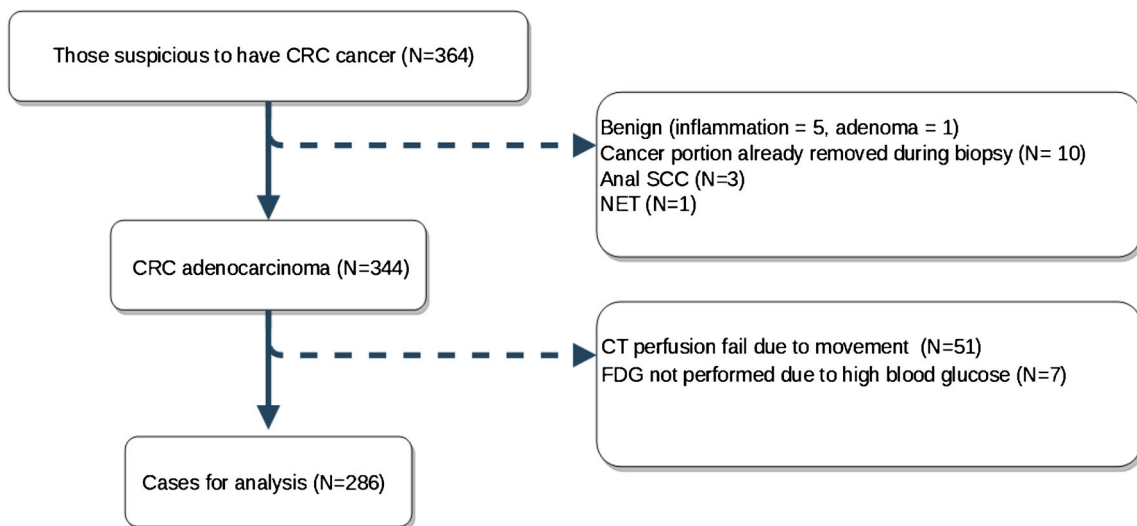 Those suspicious to have CRC cancer (N=364)
Benign (inflammation = 5, adenoma = 1)
Cancer portion already removed during biopsy (N= 10)
Anal SCC (N=3)
NET (N=1)
CRC adenocarcinoma (N=344)
CT perfusion fail due to movement (N=51)
FDG not performed due to high blood glucose (N=7)
Cases for analysis (N=286)